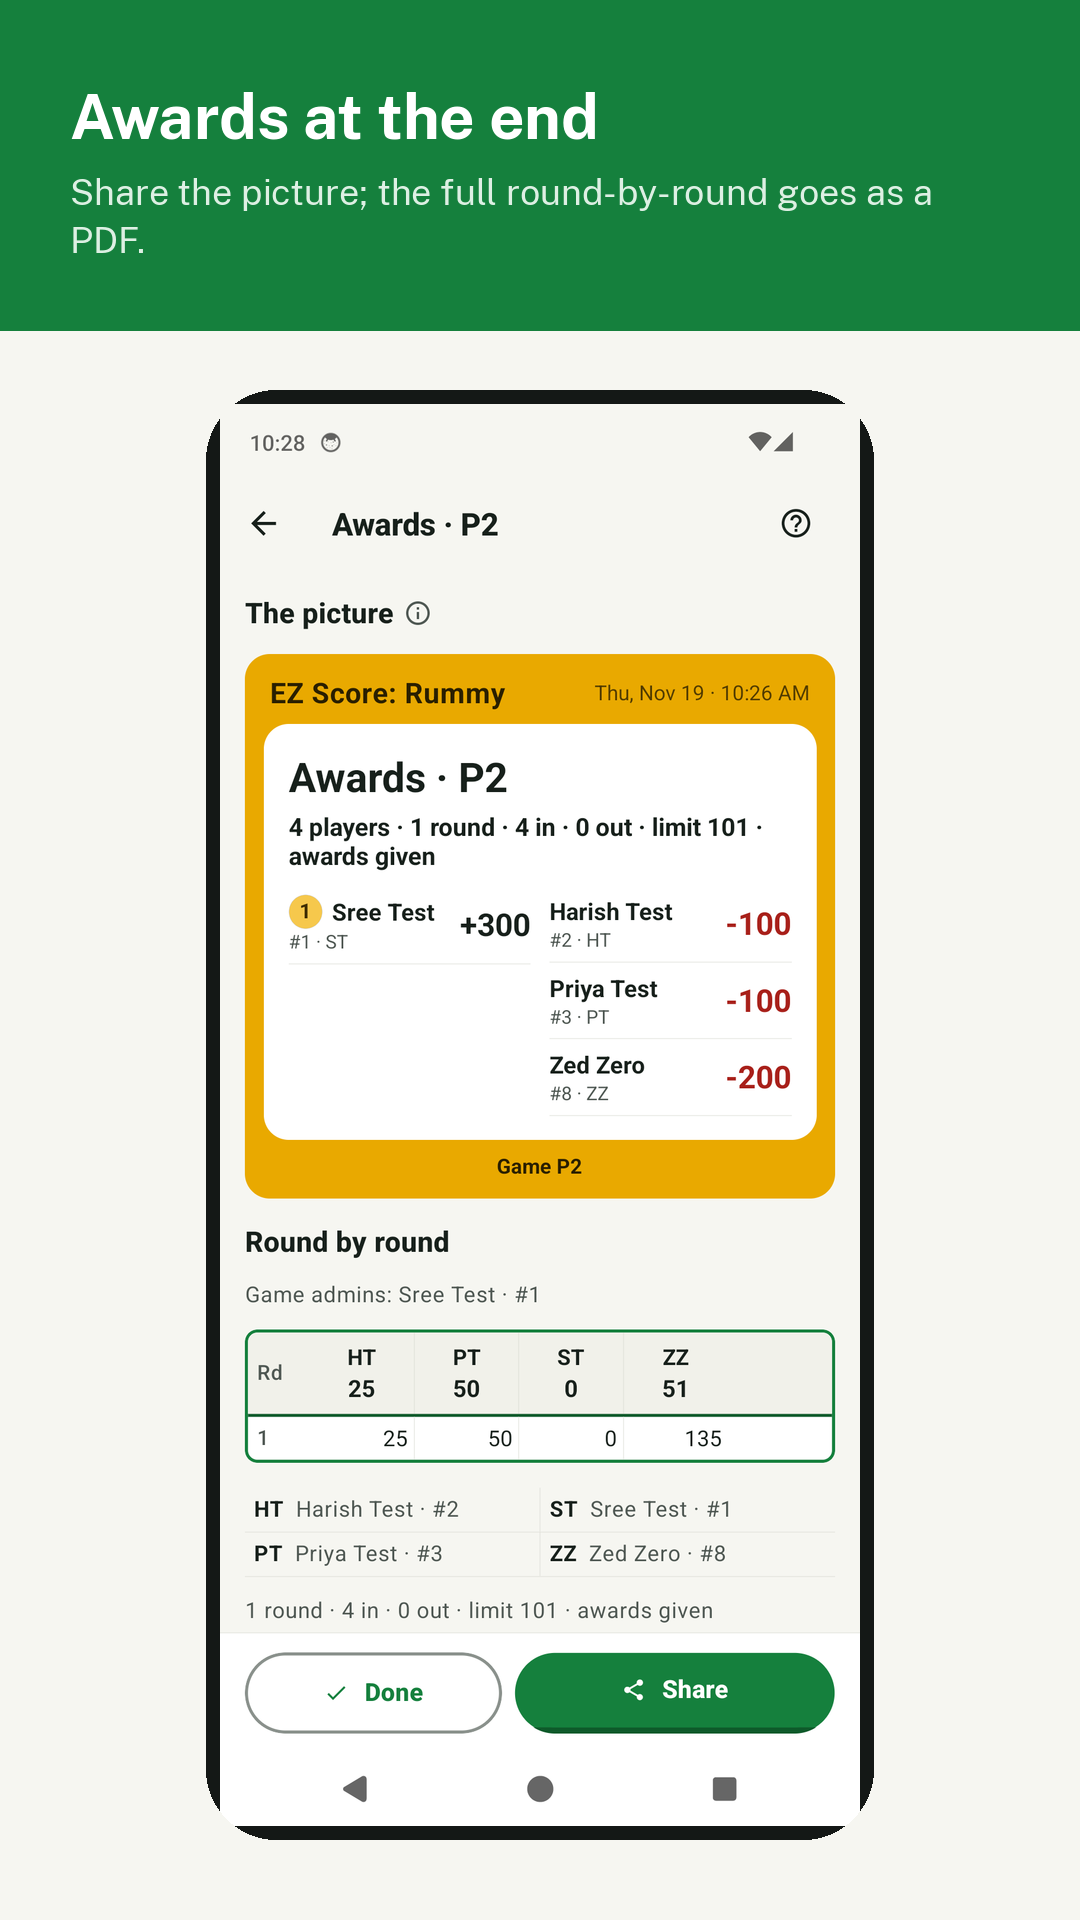 Awards at the end
Share the picture; the full round-by-round goes as a
PDF.
10:28
Awards · P2
The picture
EZ Score: Rummy
Thu, Nov 19 · 10:26 AM
Awards · P2
4 players · 1 round · 4 in · 0 out · limit 101 ·
awards given
1 Sree Test +300
#1 · ST
Harish Test -100
#2 · HT
Priya Test -100
#3 · PT
Zed Zero -200
#8 · ZZ
Game P2
Round by round
Game admins: Sree Test · #1
Rd HT PT ST ZZ
25 50 0 51
1 25 50 0 135
HT Harish Test · #2 ST Sree Test · #1
PT Priya Test · #3 ZZ Zed Zero · #8
1 round · 4 in · 0 out · limit 101 · awards given
Done Share